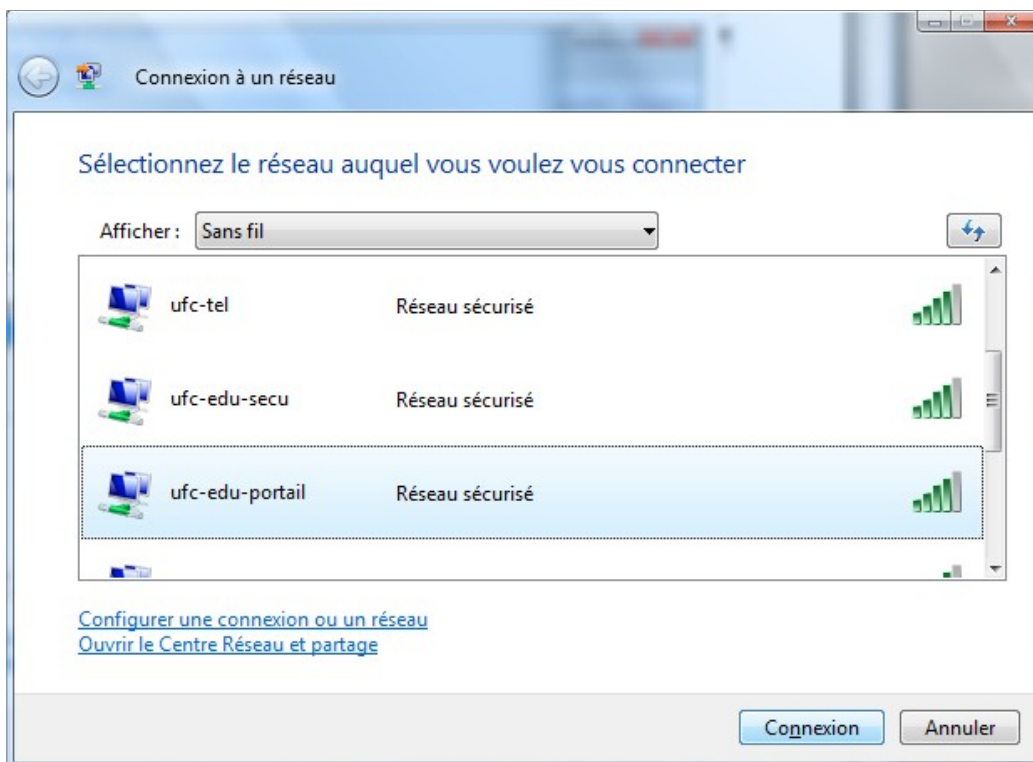 Connexion à un réseau
Sélectionnez le réseau auquel vous voulez vous connecter
Afficher : Sans fil
ufc-tel Réseau sécurisé
ufc-edu-secu Réseau sécurisé
ufc-edu-portail Réseau sécurisé
Configurer une connexion ou un réseau
Ouvrir le Centre Réseau et partage
Connexion Annuler